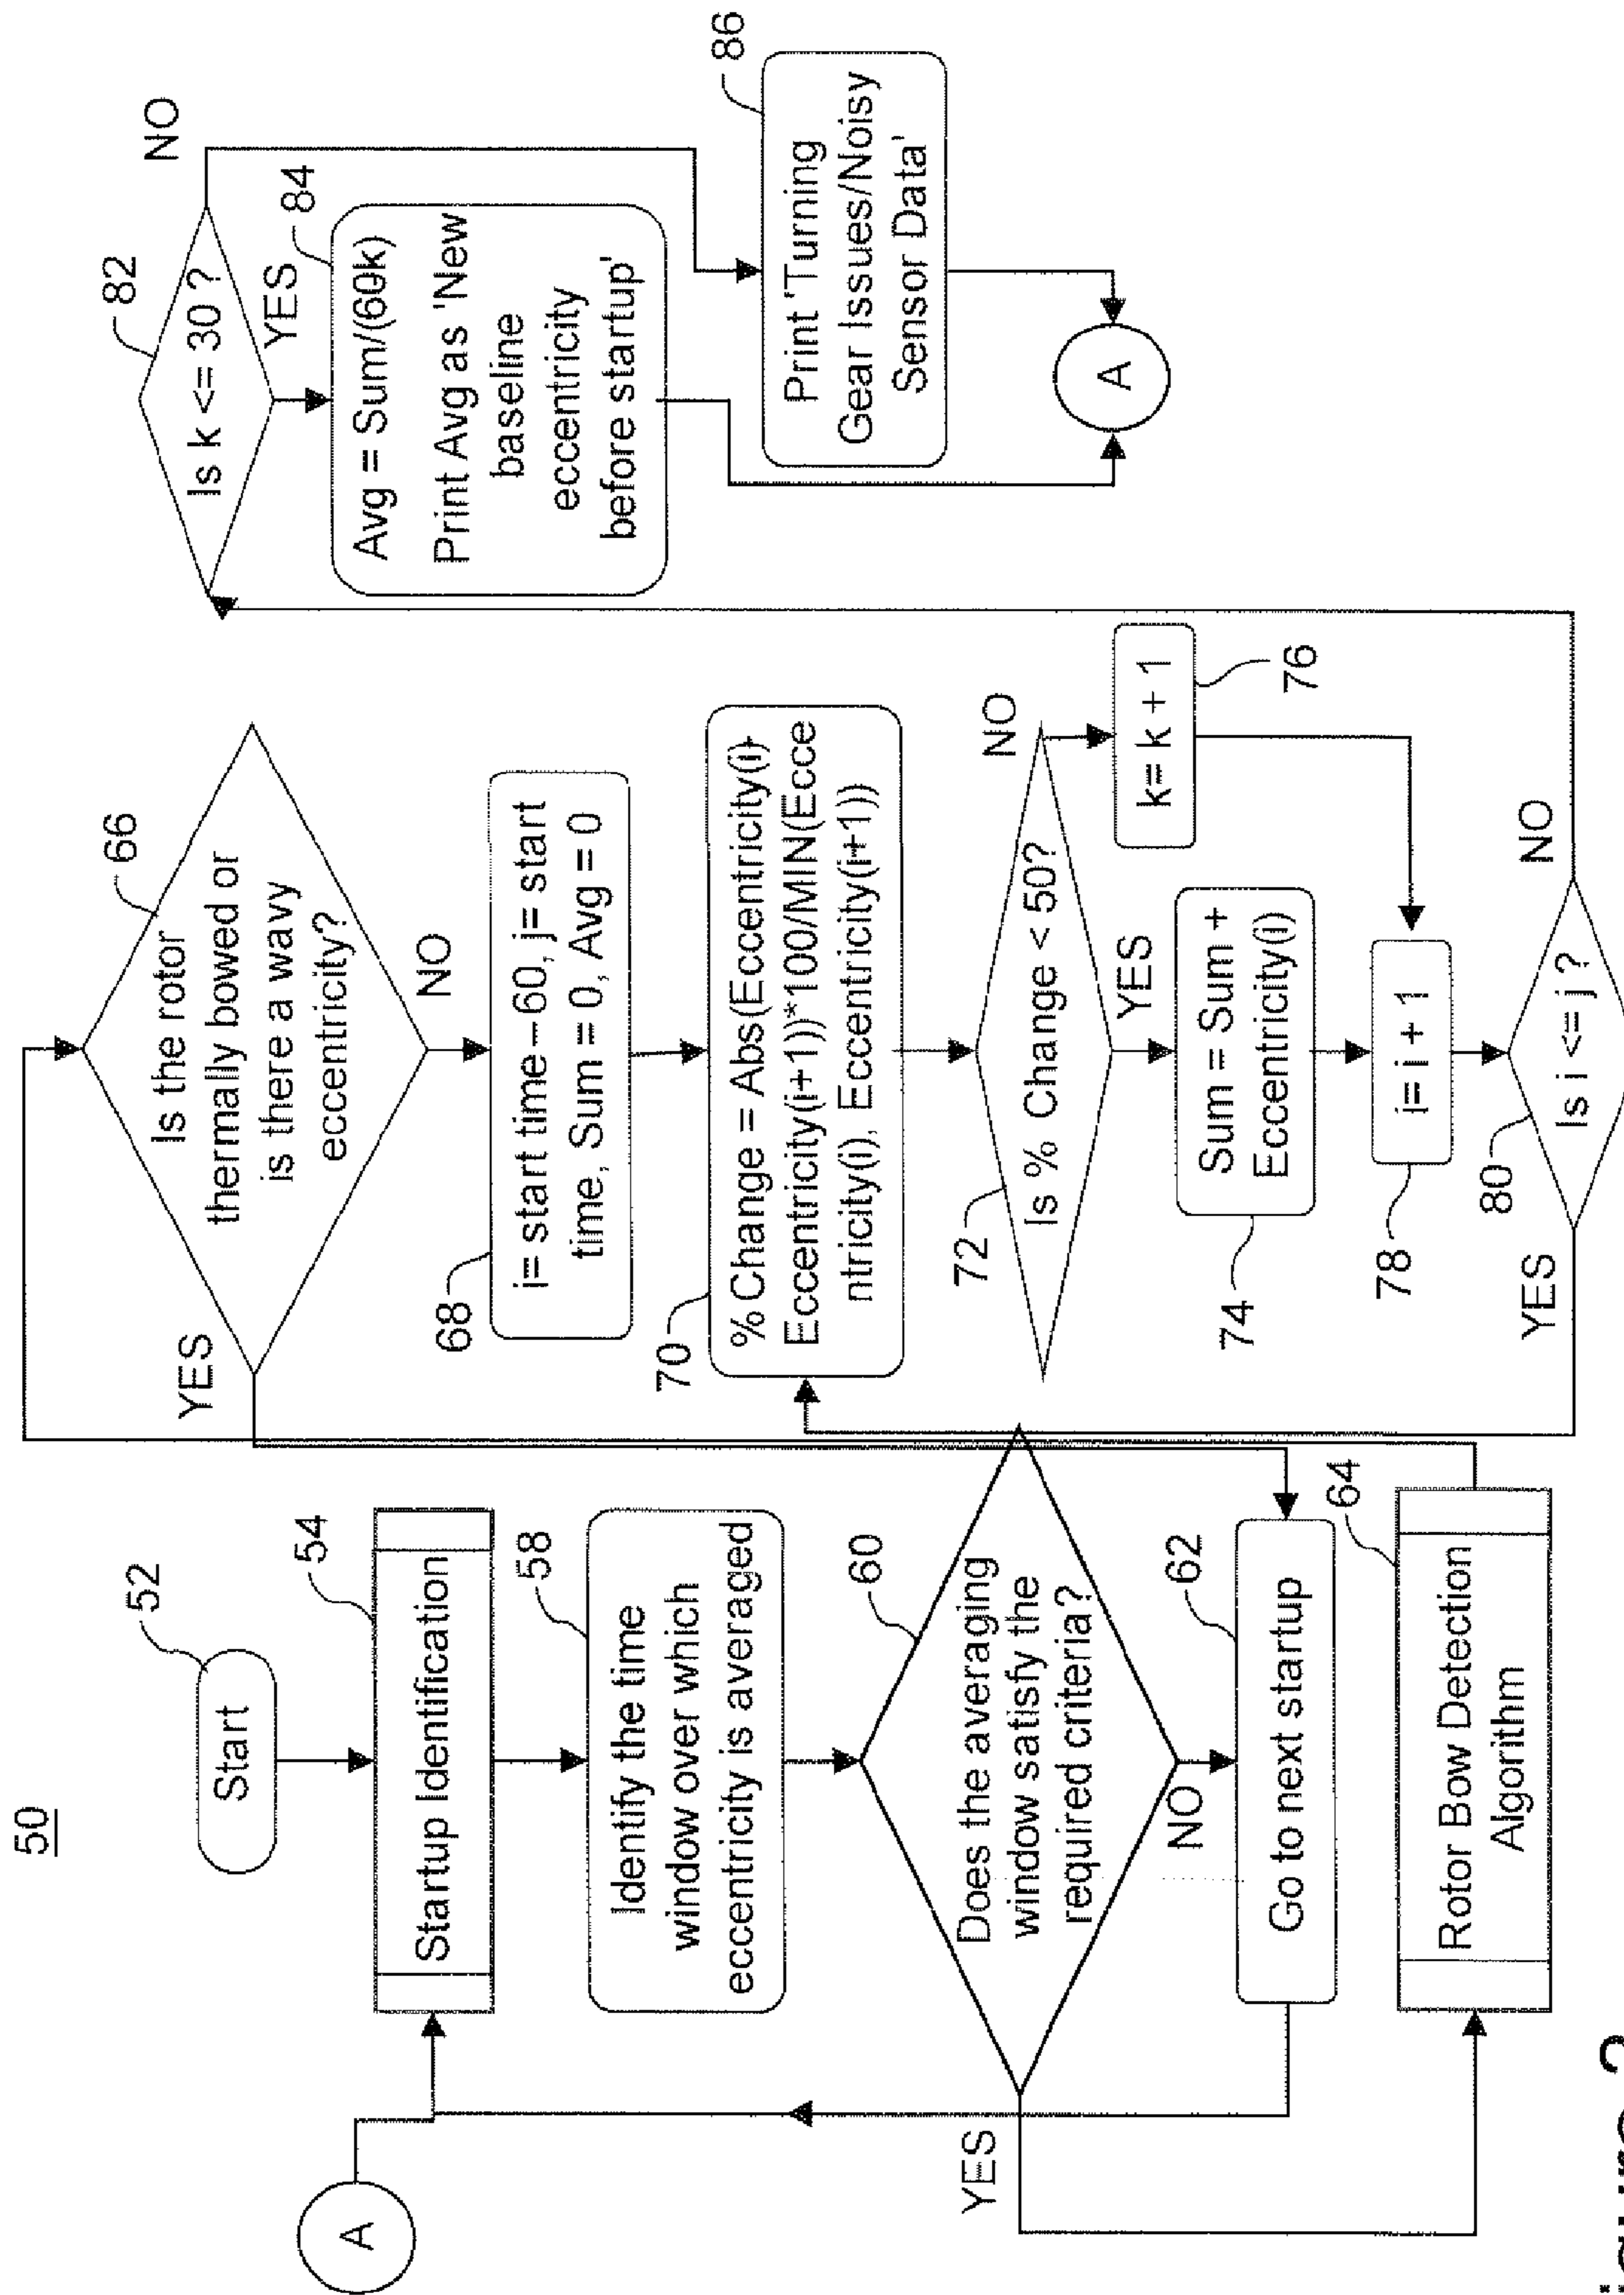 50
52
Start
54
Startup Identification
58
Identify the time
window over which
eccentricity is averaged
60
Does the averaging
window satisfy the
required criteria?
YES
NO
62
Go to next startup
64
Rotor Bow Detection
Algorithm
A
66
Is the rotor
thermally bowed or
is there a wavy
eccentricity?
YES
NO
68
i= start time-60, j= start
time, Sum = 0, Avg = 0
70
% Change = Abs(Eccentricity(i)-
Eccentricity(i+1))*100/MIN(Ecce
ntricity(i), Eccentricity(i+1))
72
Is % Change < 50?
NO
YES
74
Sum = Sum +
Eccentricity(i)
k= k + 1
76
78
i= i + 1
80
Is i <= j ?
YES
NO
82
Is k <= 30 ?
NO
YES
84
Avg = Sum/(60-k)
Print Avg as 'New
baseline
eccentricity
before startup'
86
Print 'Turning
Gear Issues/Noisy
Sensor Data'
A